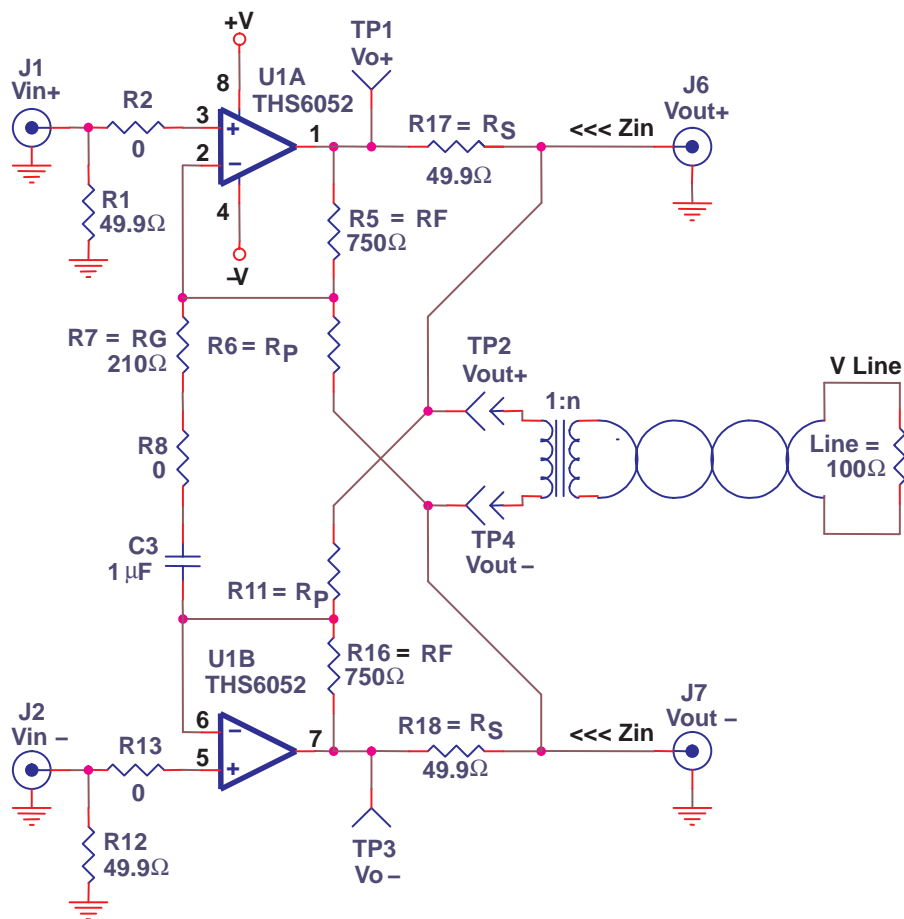 +V
TP1
Vo+
J1
Vin+
8
U1A
THS6052
J6
Vout+
R2
3
+
1
R17 = RS
<<< Zin
0
2
–
49.9Ω
R1
49.9Ω
4
R5 = RF
750Ω
–V
R7 = RG
210Ω
R6 = RP
TP2
Vout+
V Line
1:n
R8
0
Line =
100Ω
C3
1 μF
TP4
Vout –
R11 = RP
U1B
THS6052
R16 = RF
750Ω
J2
Vin –
6
–
7
R18 = RS
<<< Zin
J7
Vout –
R13
5
+
49.9Ω
0
R12
49.9Ω
TP3
Vo –